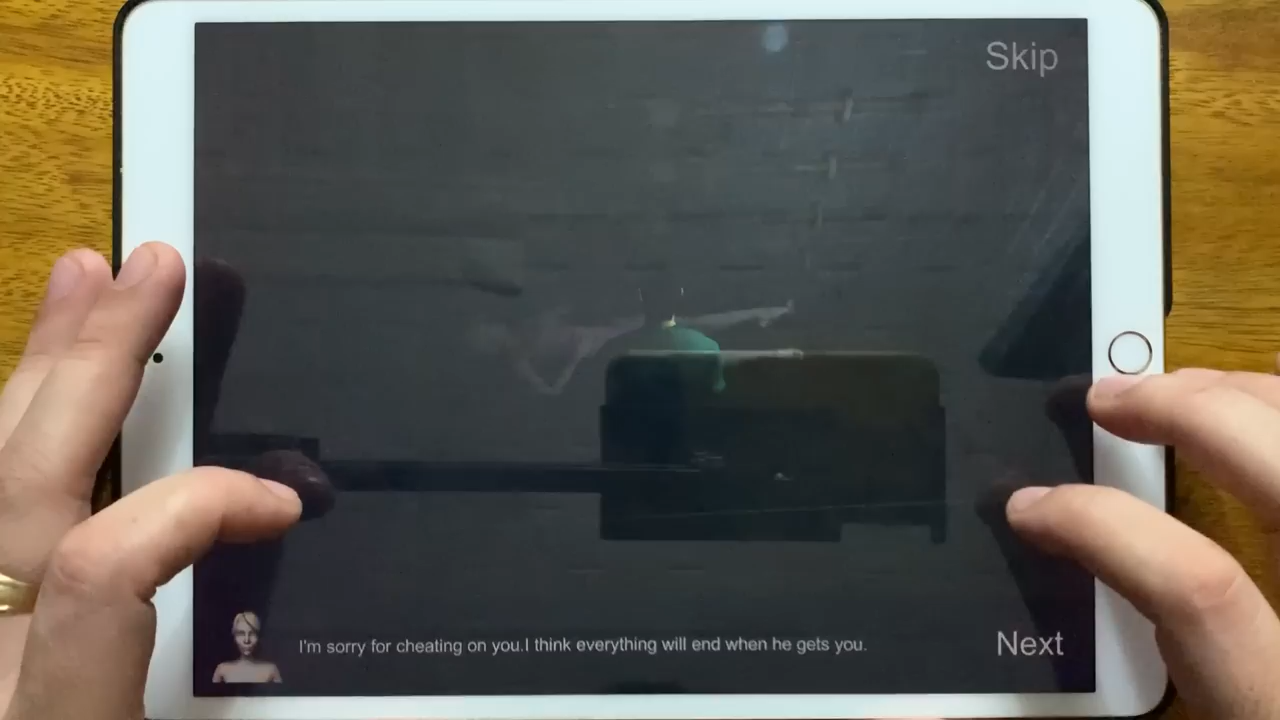 Skip
I'm sorry for cheating on you.I think everything will end when he gets you.
Next